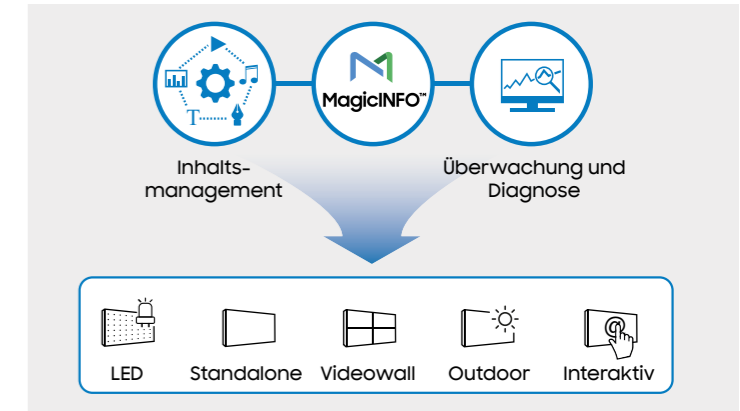 MagicINFO™
T
Inhalts-
management
Überwachung und
Diagnose
LED
Standalone
Videowall
Outdoor
Interaktiv